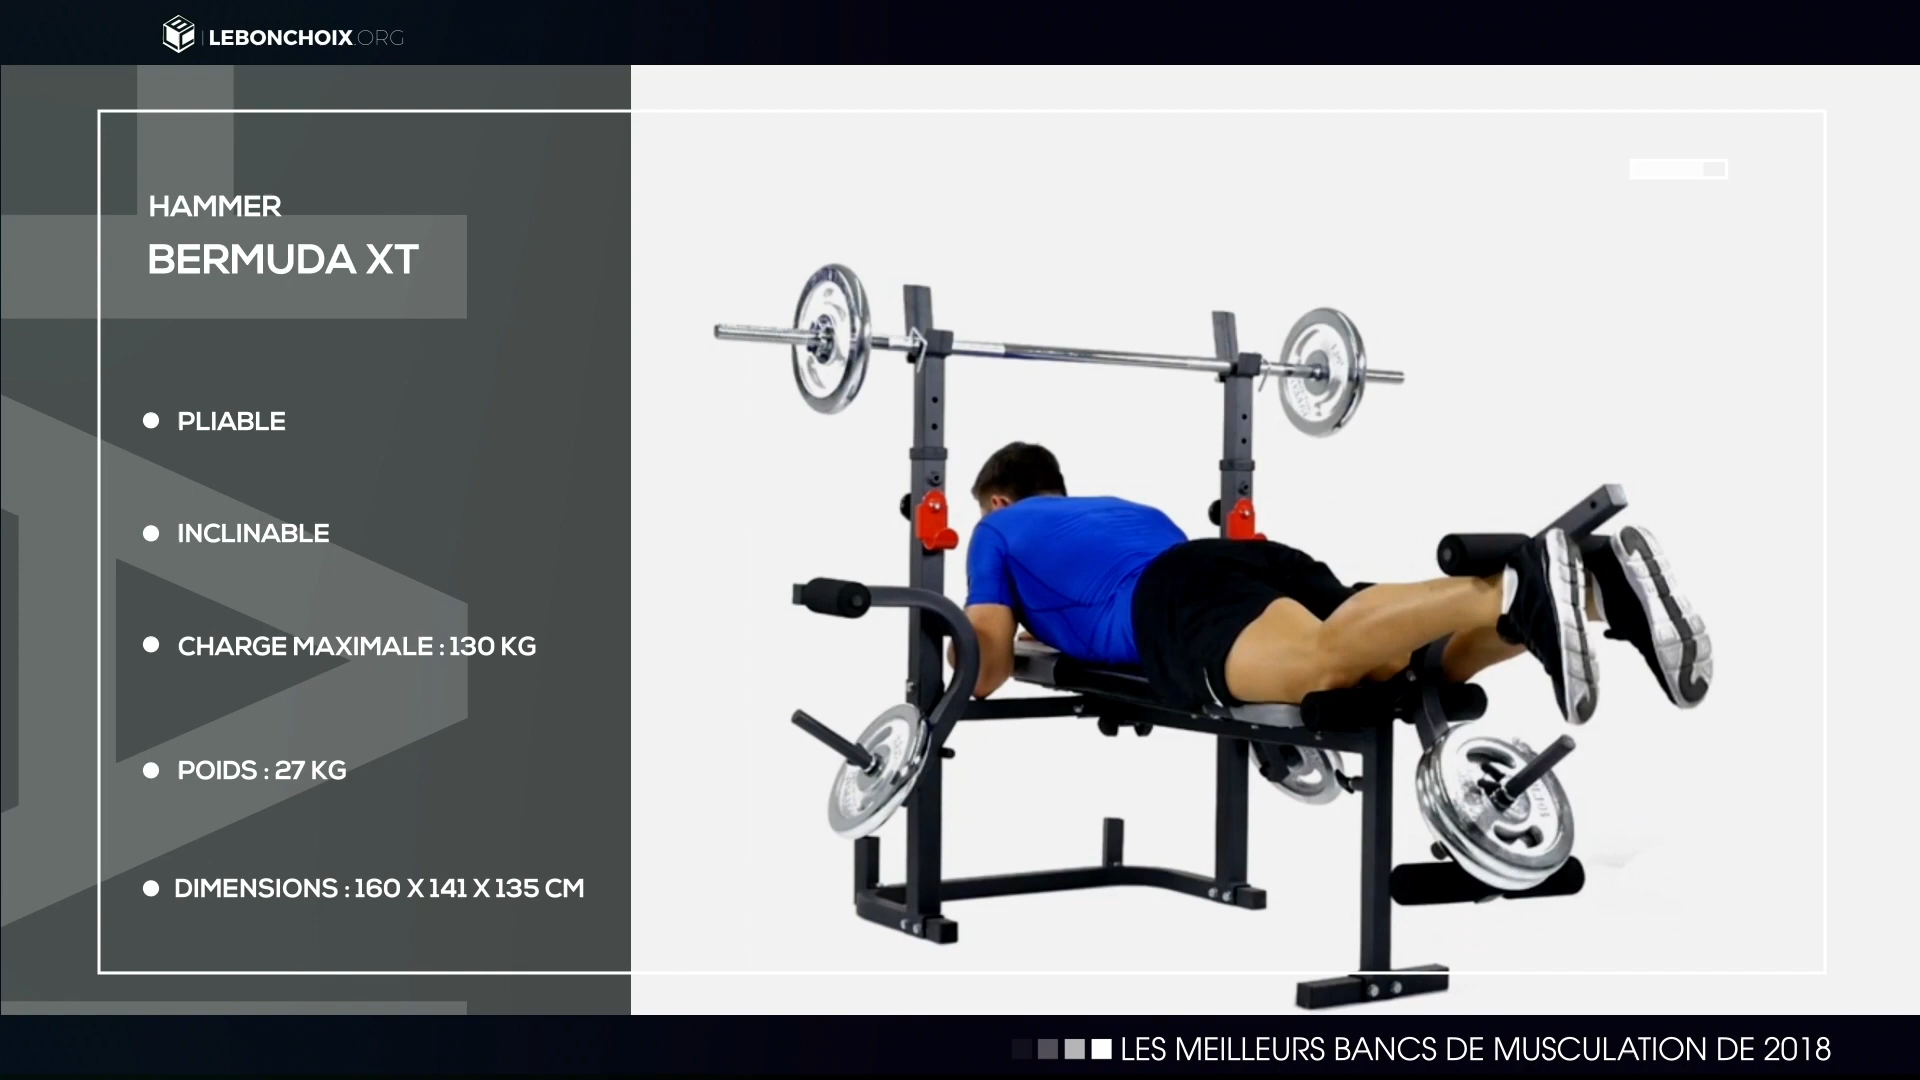 LEBONCHOIX.ORG
HAMMER
BERMUDA XT
PLIABLE
INCLINABLE
CHARGE MAXIMALE : 130 KG
POIDS : 27 KG
DIMENSIONS : 160 X 141 X 135 CM
LES MEILLEURS BANCS DE MUSCULATION DE 2018